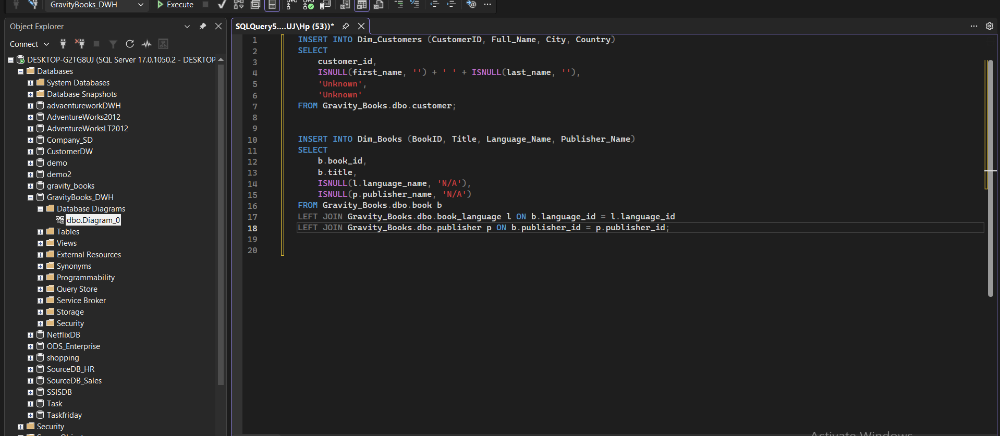 GravityBooks_DWH Execute
Object Explorer
SQLQuery5....UJ\Hp (53))*
Connect
DESKTOP-G2TG8UJ (SQL Server 17.0.1050.2 - DESKTOP
Databases
System Databases
Database Snapshots
advaentureworkDWH
AdventureWorks2012
AdventureWorksLT2012
Company_SD
CustomerDW
demo
demo2
gravity_books
GravityBooks_DWH
Database Diagrams
dbo.Diagram_0
Tables
Views
External Resources
Synonyms
Programmability
Query Store
Service Broker
Storage
Security
NetflixDB
ODS_Enterprise
shopping
SourceDB_HR
SourceDB_Sales
SSISDB
Task
Taskfriday
Security
1 INSERT INTO Dim_Customers (CustomerID, Full_Name, City, Country)
2 SELECT
3 customer_id,
4 ISNULL(first_name, '') + ' ' + ISNULL(last_name, ''),
5 'Unknown',
6 'Unknown'
7 FROM Gravity_Books.dbo.customer;
8
9
10 INSERT INTO Dim_Books (BookID, Title, Language_Name, Publisher_Name)
11 SELECT
12 b.book_id,
13 b.title,
14 ISNULL(l.language_name, 'N/A'),
15 ISNULL(p.publisher_name, 'N/A')
16 FROM Gravity_Books.dbo.book b
17 LEFT JOIN Gravity_Books.dbo.book_language l ON b.language_id = l.language_id
18 LEFT JOIN Gravity_Books.dbo.publisher p ON b.publisher_id = p.publisher_id;
19
20
Activate Windows